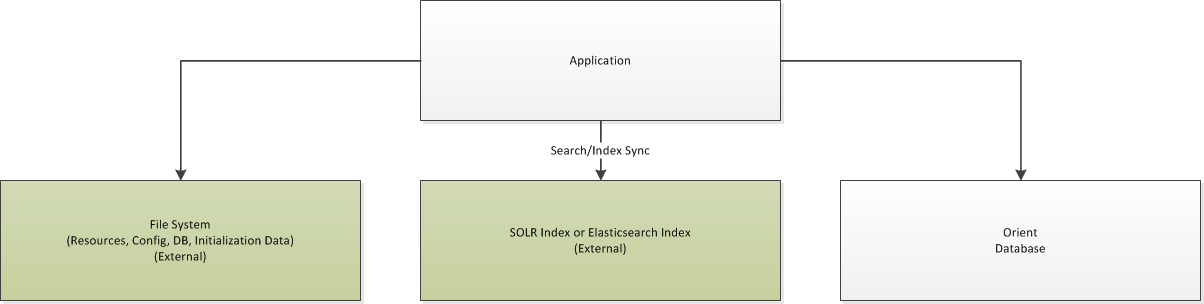 Application
Search/Index Sync
File System
(Resources, Config, DB, Initialization Data)
(External)
SOLR Index or Elasticsearch Index
(External)
Orient
Database